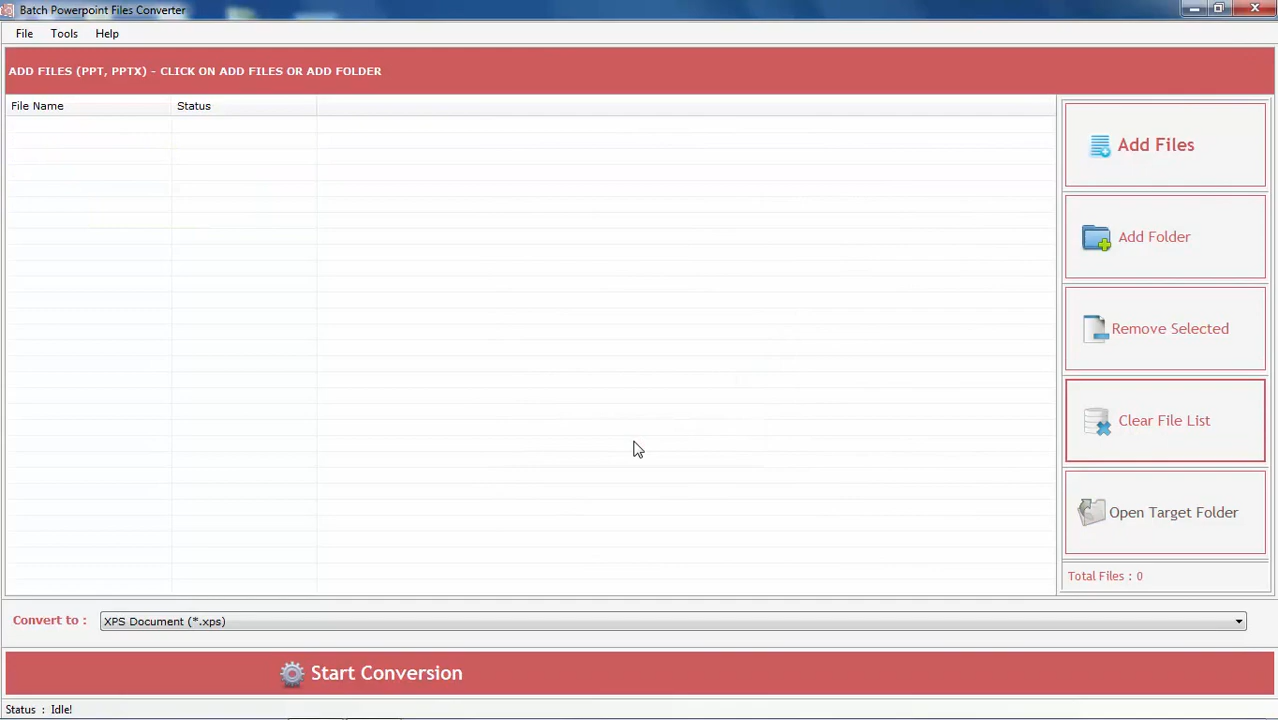 Batch Powerpoint Files Converter
File Tools Help
ADD FILES (PPT, PPTX) - CLICK ON ADD FILES OR ADD FOLDER
File Name Status
Add Files
Add Folder
Remove Selected
Clear File List
Open Target Folder
Total Files : 0
Convert to : XPS Document (*.xps)
Start Conversion
Status : Idle!